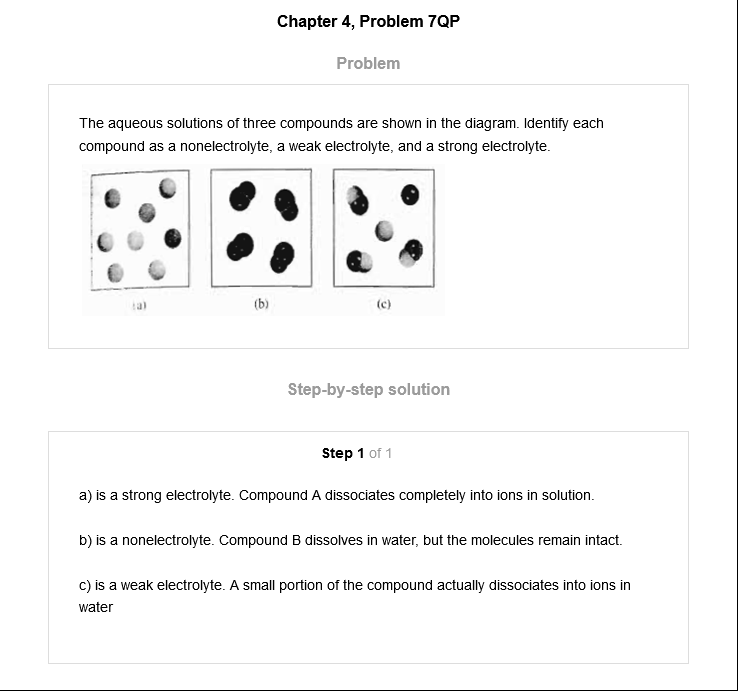 Chapter 4, Problem 7QP
Problem
The aqueous solutions of three compounds are shown in the diagram. Identify each
compound as a nonelectrolyte, a weak electrolyte, and a strong electrolyte.
(a) (b) (c)
Step-by-step solution
Step 1 of 1
a) is a strong electrolyte. Compound A dissociates completely into ions in solution.
b) is a nonelectrolyte. Compound B dissolves in water, but the molecules remain intact.
c) is a weak electrolyte. A small portion of the compound actually dissociates into ions in
water